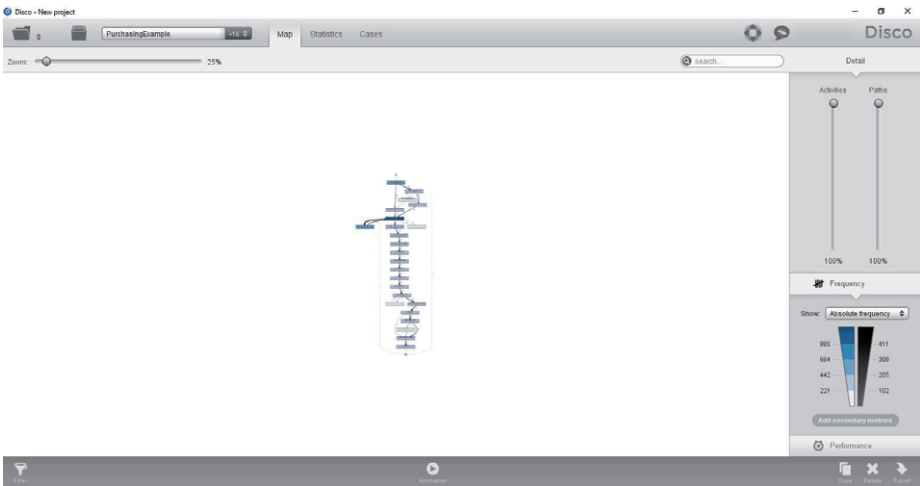 Disco - New project
PurchasingExample
+16
Map
Statistics
Cases
Disco
Zoom:
25%
search...
Detail
Activities
Paths
100%
100%
Frequency
Show:
Absolute frequency
885
411
664
308
442
205
221
102
Add secondary metrics
Performance
Filter
Animation
Copy
Delete
Export